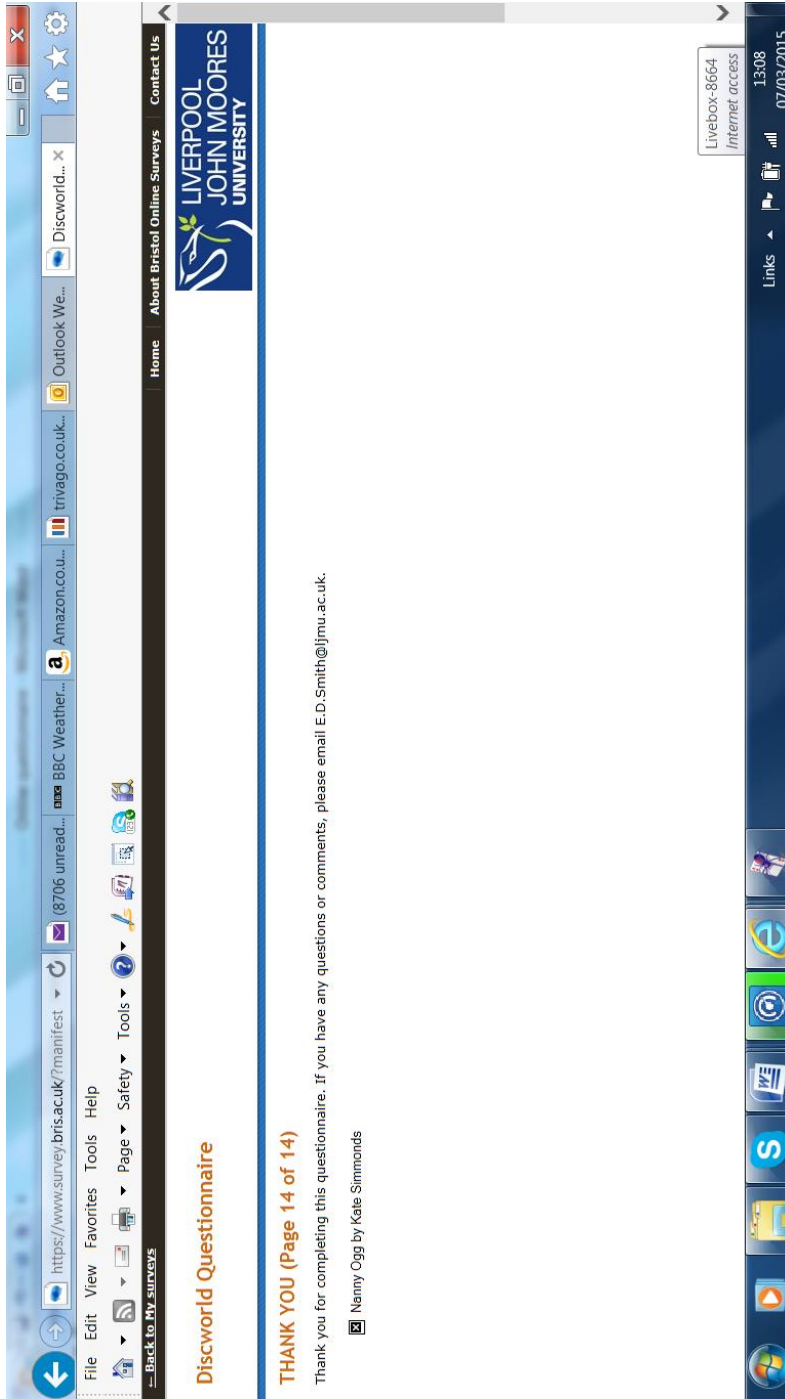 https://www.survey.bris.ac.uk/?manifest
(8706 unread...
BBC Weather...
Amazon.co.u...
trivago.co.uk...
Outlook We...
Discworld...
File Edit View Favorites Tools Help
Page Safety Tools
← Back to My surveys
Home About Bristol Online Surveys Contact Us
LIVERPOOL
JOHN MOORES
UNIVERSITY
Discworld Questionnaire
THANK YOU (Page 14 of 14)
Thank you for completing this questionnaire. If you have any questions or comments, please email E.D.Smith@ljmu.ac.uk.
Nanny Ogg by Kate Simmonds
Livebox-8664
Internet access
Links
13:08
07/03/2015